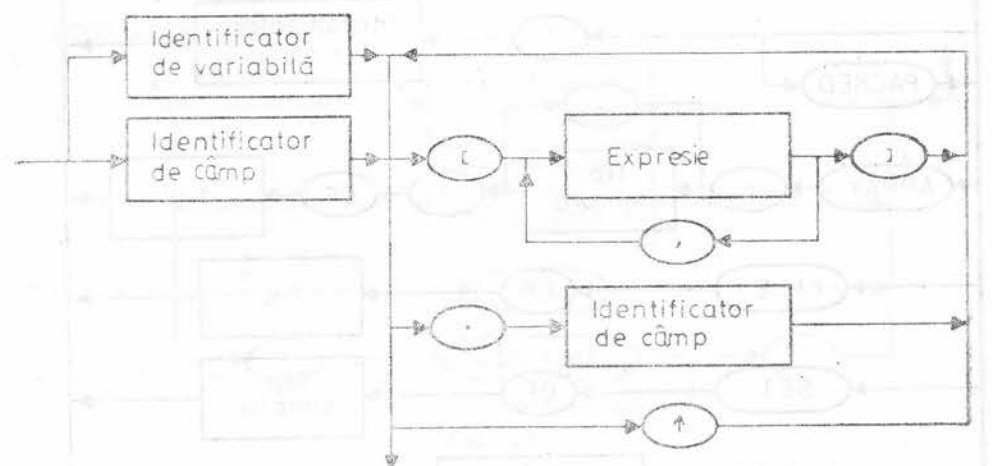 Identificator
de variabilă
Identificator
de câmp
[
Expresie
]
,
.
Identificator
de câmp
↑